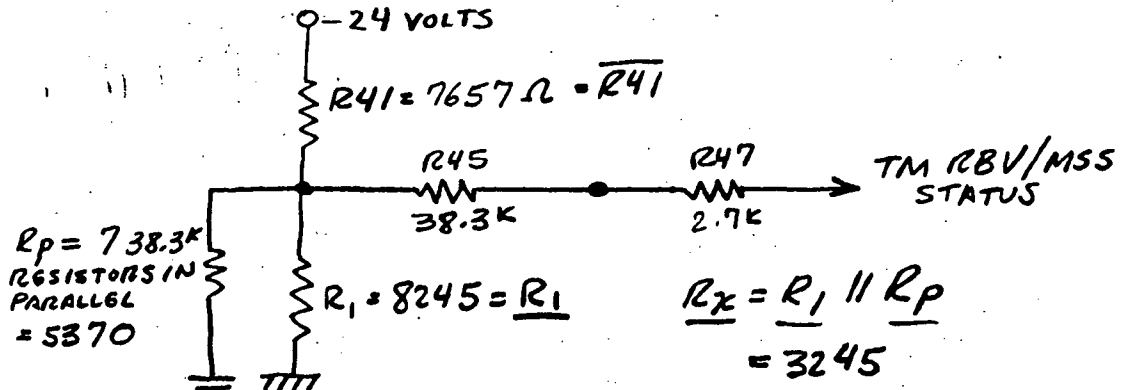 -24 VOLTS
R41 = 7657 Ω = R41
R45
38.3K
R47
2.7K
TM RBV/MSS
STATUS
Rp = 7 38.3K
RESISTORS IN
PARALLEL
= 5370
R1 = 8245 = R1
Rx = R1 || Rp
= 3245